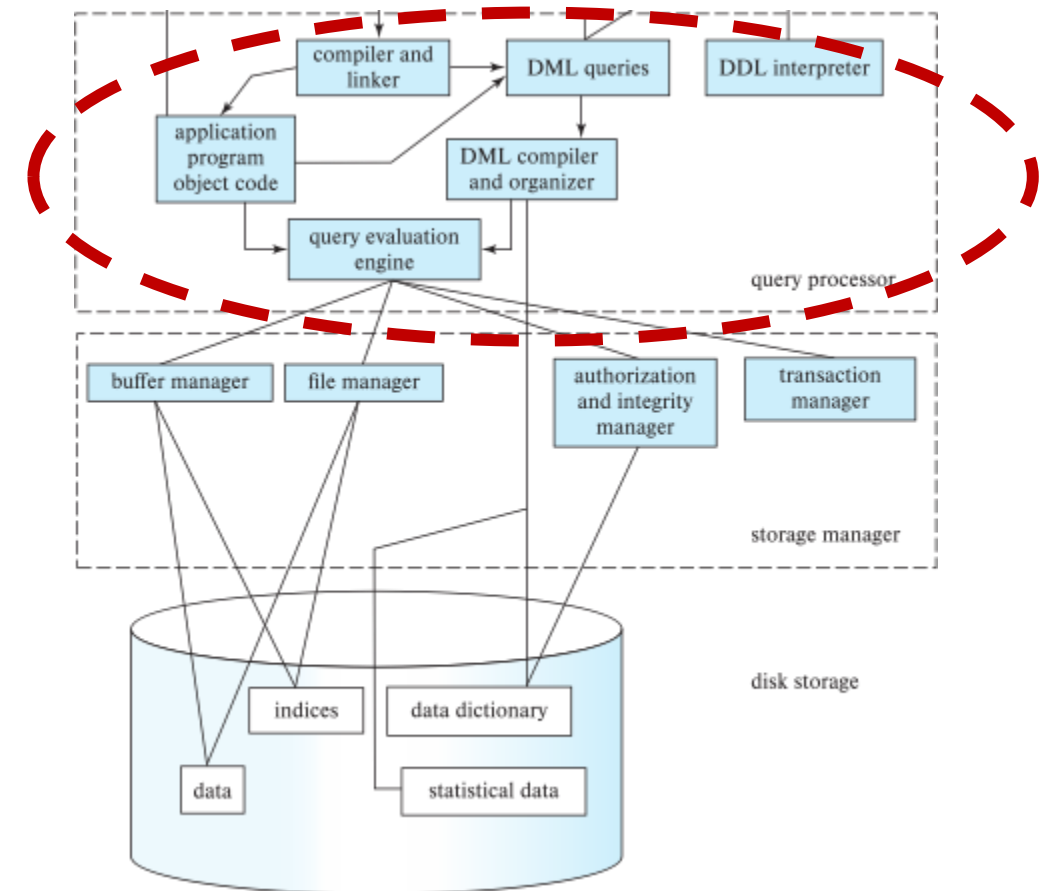 compiler and
linker
DML queries
DDL interpreter
application
program
object code
DML compiler
and organizer
query evaluation
engine
query processor
buffer manager
file manager
authorization
and integrity
manager
transaction
manager
storage manager
disk storage
indices
data dictionary
data
statistical data